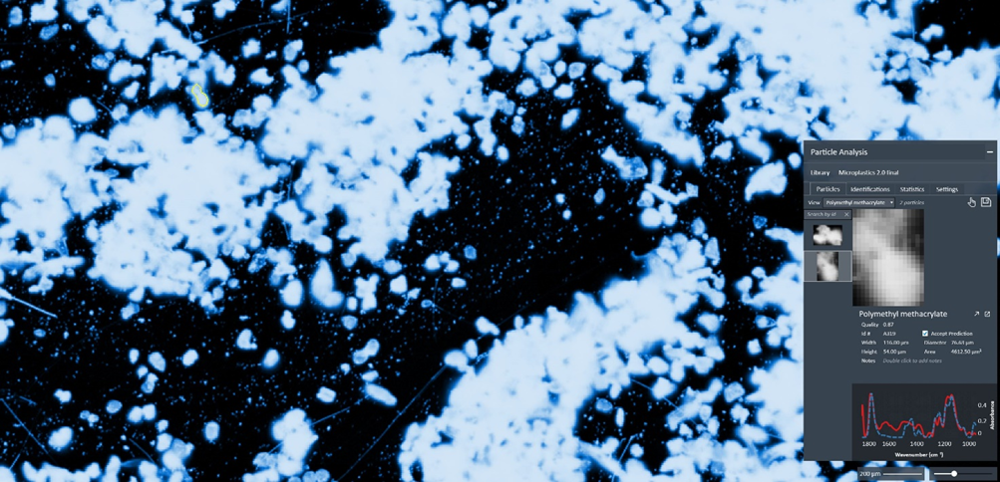 Particle Analysis
Library Microplastics 2.0 final
Particles Identifications Statistics Settings
View Polymethyl methacrylate 2 particles
Search by id
Polymethyl methacrylate
Quality 0.87
Id # A319 Accept Prediction
Width 116.00 µm Diameter 76.64 µm
Height 54.00 µm Area 4612.50 µm²
Notes Double click to add notes
0.4
0.2
0
Absorbance
1800 1600 1400 1200 1000
Wavenumber (cm⁻¹)
200 µm